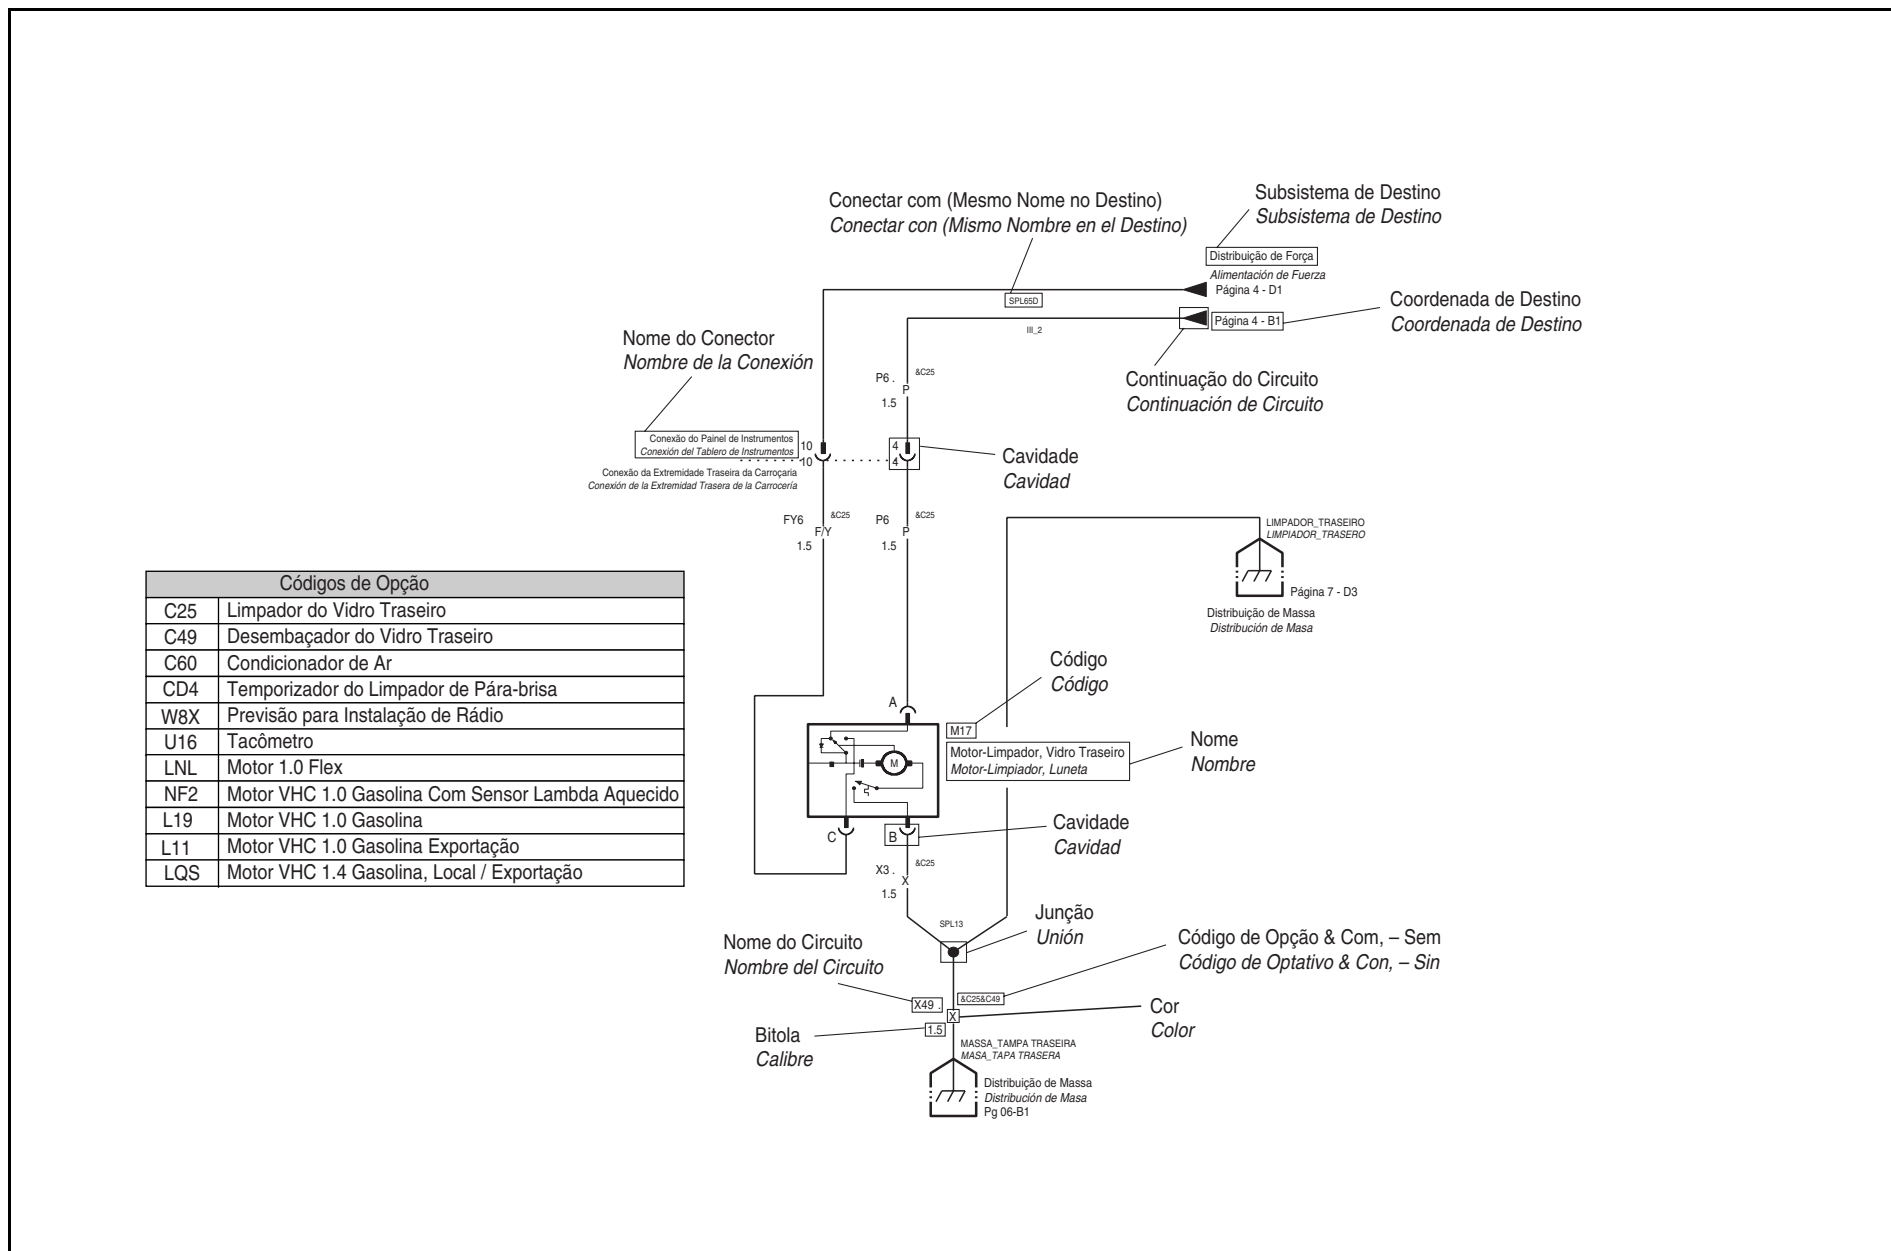 Conectar com (Mesmo Nome no Destino)
Conectar con (Mismo Nombre en el Destino)
Subsistema de Destino
Subsistema de Destino
Distribuição de Força
Alimentación de Fuerza
Página 4 - D1
SPL65D
Página 4 - B1
III_2
Coordenada de Destino
Coordenada de Destino
Nome do Conector
Nombre de la Conexión
Continuação do Circuito
Continuación de Circuito
P6 .
&C25
P
1.5
Conexão do Painel de Instrumentos
Conexión del Tablero de Instrumentos
10
10
4
4
Conexão da Extremidade Traseira da Carroçaria
Conexión de la Extremidad Trasera de la Carrocería
Cavidade
Cavidad
FY6
&C25
F/Y
1.5
P6
&C25
P
1.5
LIMPADOR_TRASEIRO
LIMPIADOR_TRASERO
Página 7 - D3
Distribuição de Massa
Distribución de Masa
Códigos de Opção
C25 Limpador do Vidro Traseiro
C49 Desembaçador do Vidro Traseiro
C60 Condicionador de Ar
CD4 Temporizador do Limpador de Pára-brisa
W8X Previsão para Instalação de Rádio
U16 Tacômetro
LNL Motor 1.0 Flex
NF2 Motor VHC 1.0 Gasolina Com Sensor Lambda Aquecido
L19 Motor VHC 1.0 Gasolina
L11 Motor VHC 1.0 Gasolina Exportação
LQS Motor VHC 1.4 Gasolina, Local / Exportação
Código
Código
A
M17
Motor-Limpador, Vidro Traseiro
Motor-Limpiador, Luneta
Nome
Nombre
M
C
B
Cavidade
Cavidad
X3 .
&C25
X
1.5
SPL13
Junção
Unión
Nome do Circuito
Nombre del Circuito
Código de Opção & Com, – Sem
Código de Optativo & Con, – Sin
X49 .
&C25&C49
X
1.5
Cor
Color
Bitola
Calibre
MASSA_TAMPA TRASEIRA
MASA_TAPA TRASERA
Distribuição de Massa
Distribución de Masa
Pg 06-B1